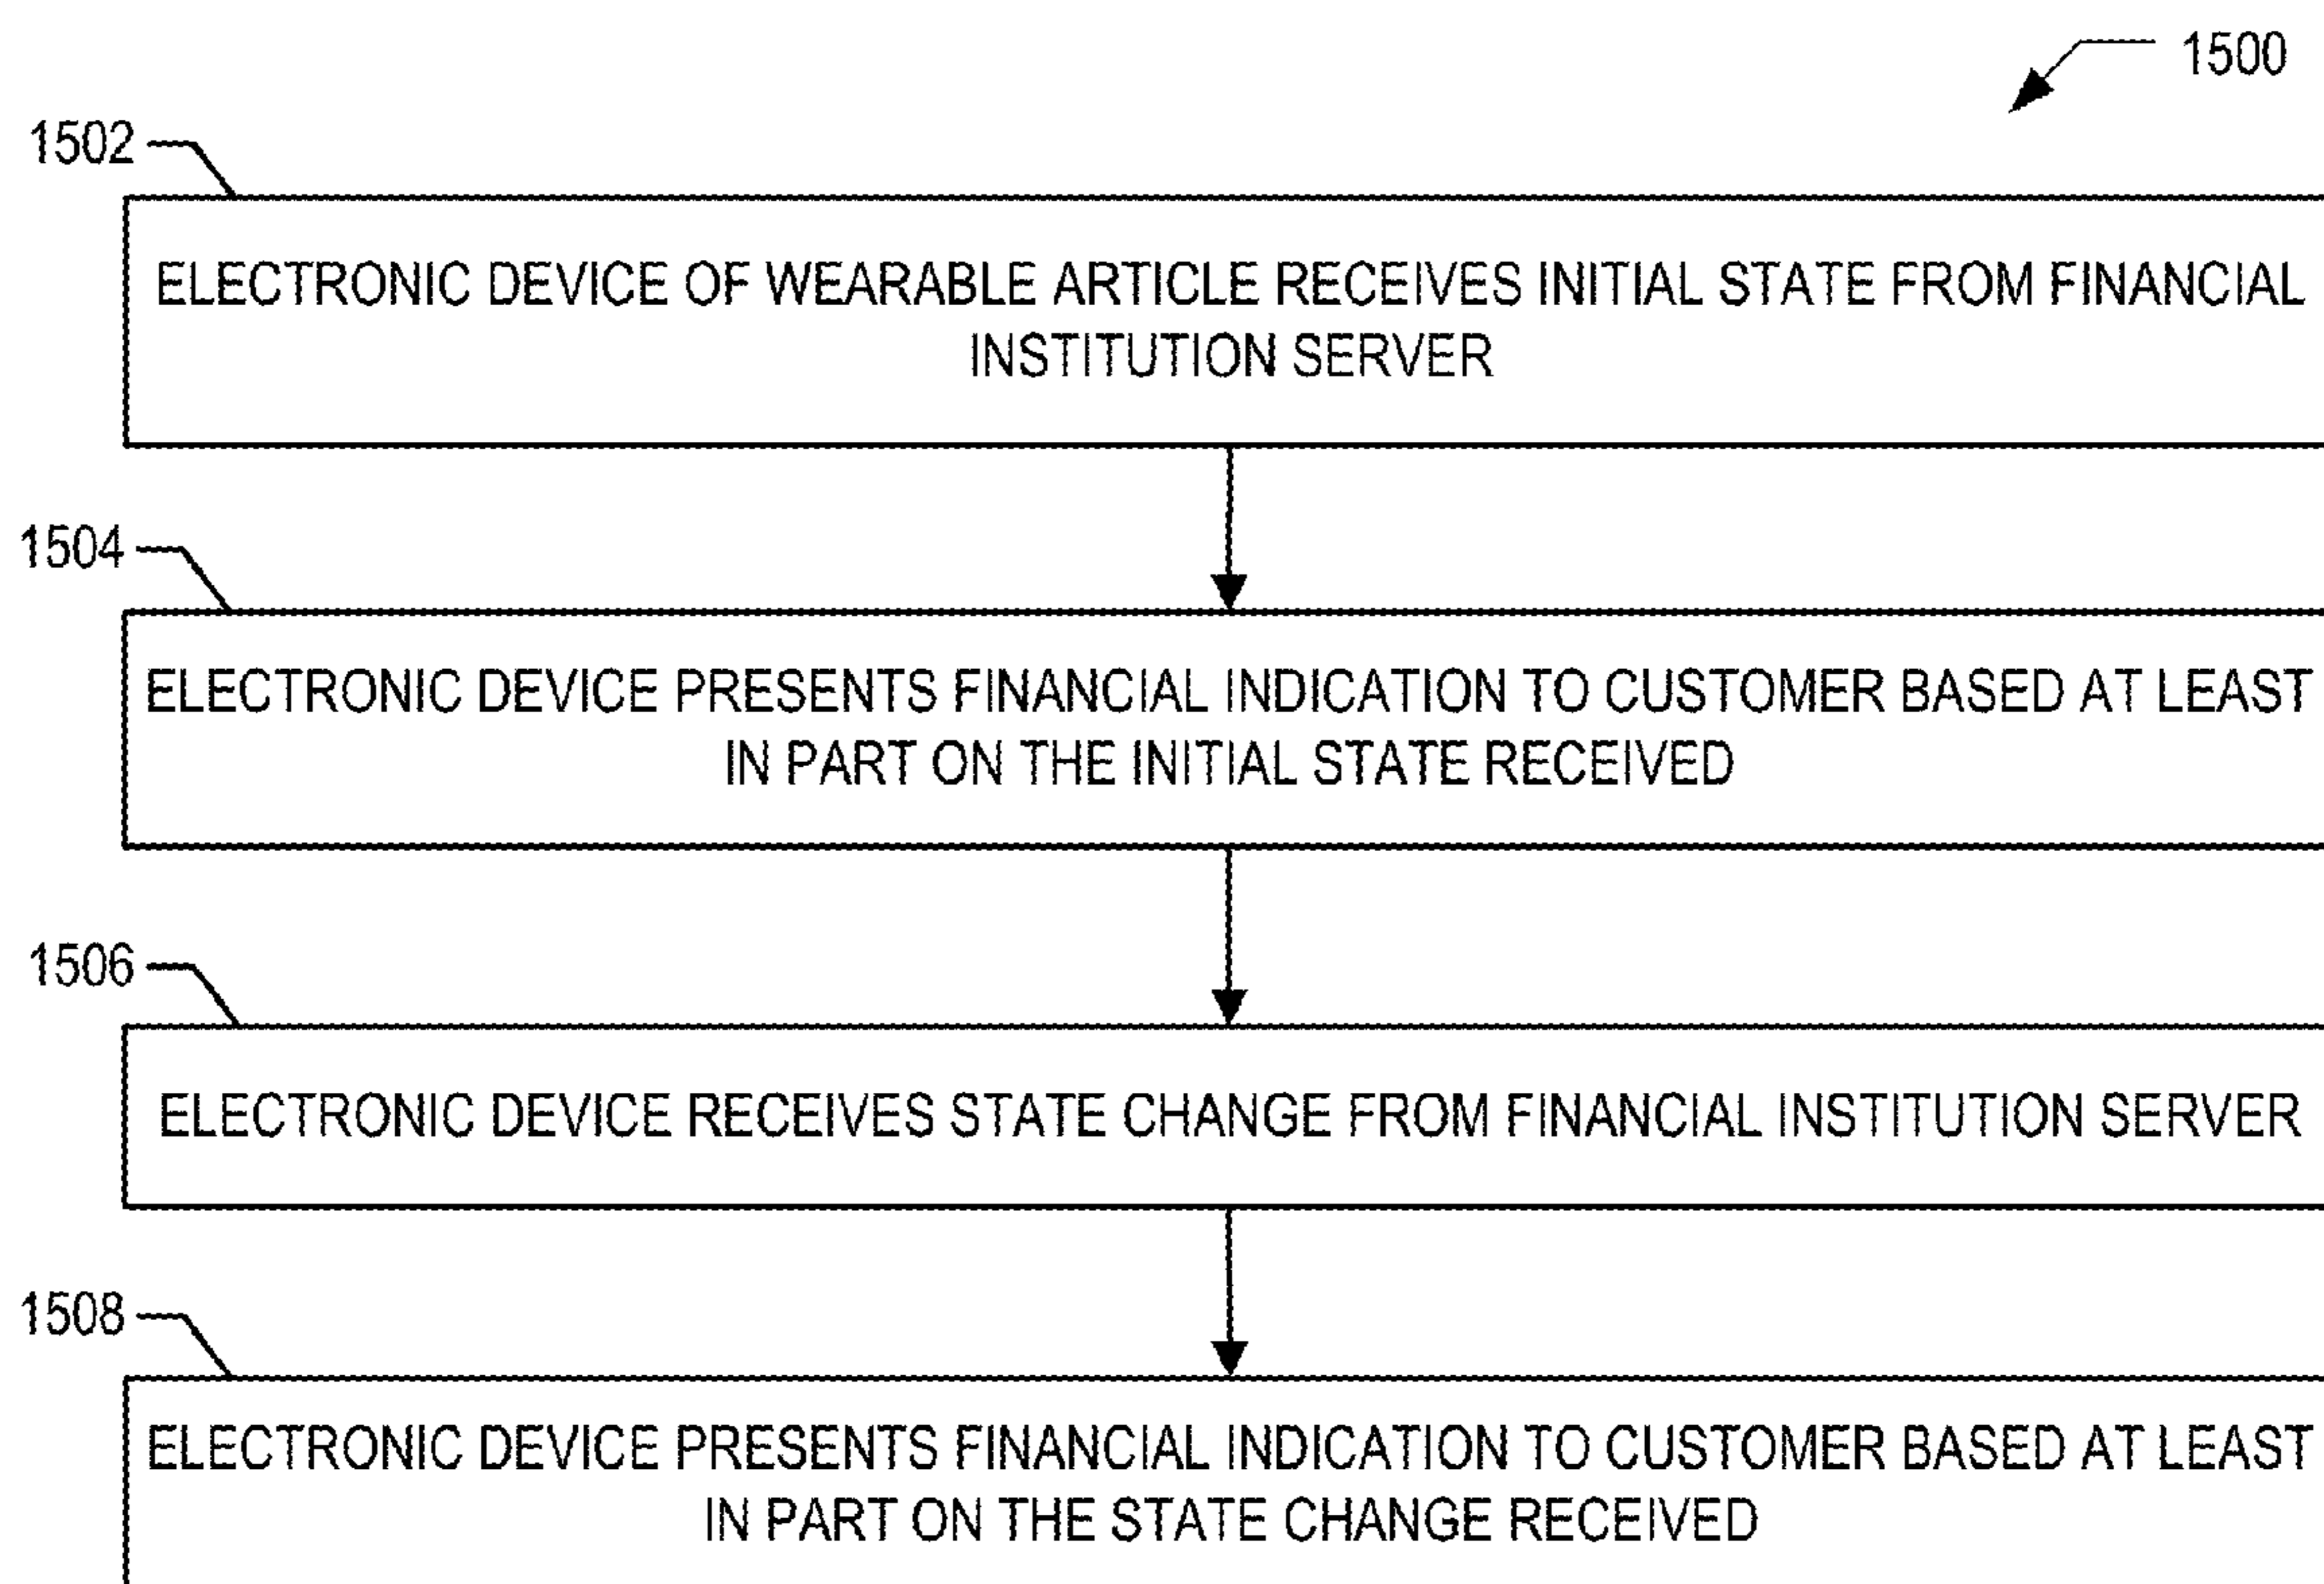 1500
1502
ELECTRONIC DEVICE OF WEARABLE ARTICLE RECEIVES INITIAL STATE FROM FINANCIAL
INSTITUTION SERVER
1504
ELECTRONIC DEVICE PRESENTS FINANCIAL INDICATION TO CUSTOMER BASED AT LEAST
IN PART ON THE INITIAL STATE RECEIVED
1506
ELECTRONIC DEVICE RECEIVES STATE CHANGE FROM FINANCIAL INSTITUTION SERVER
1508
ELECTRONIC DEVICE PRESENTS FINANCIAL INDICATION TO CUSTOMER BASED AT LEAST
IN PART ON THE STATE CHANGE RECEIVED